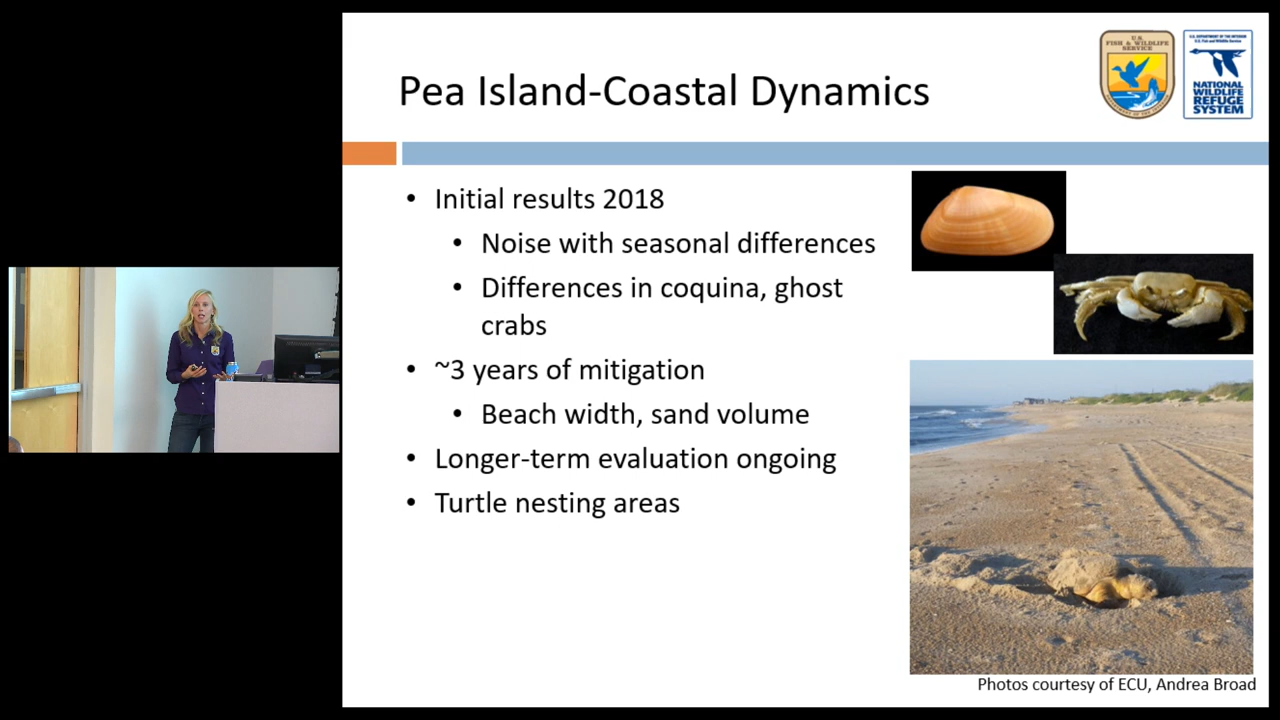 Pea Island-Coastal Dynamics
U.S.
FISH & WILDLIFE
SERVICE
U.S. DEPARTMENT OF THE INTERIOR
U.S. Fish and Wildlife Service
NATIONAL
WILDLIFE
REFUGE
SYSTEM
• Initial results 2018
• Noise with seasonal differences
• Differences in coquina, ghost
crabs
• ~3 years of mitigation
• Beach width, sand volume
• Longer-term evaluation ongoing
• Turtle nesting areas
Photos courtesy of ECU, Andrea Broad